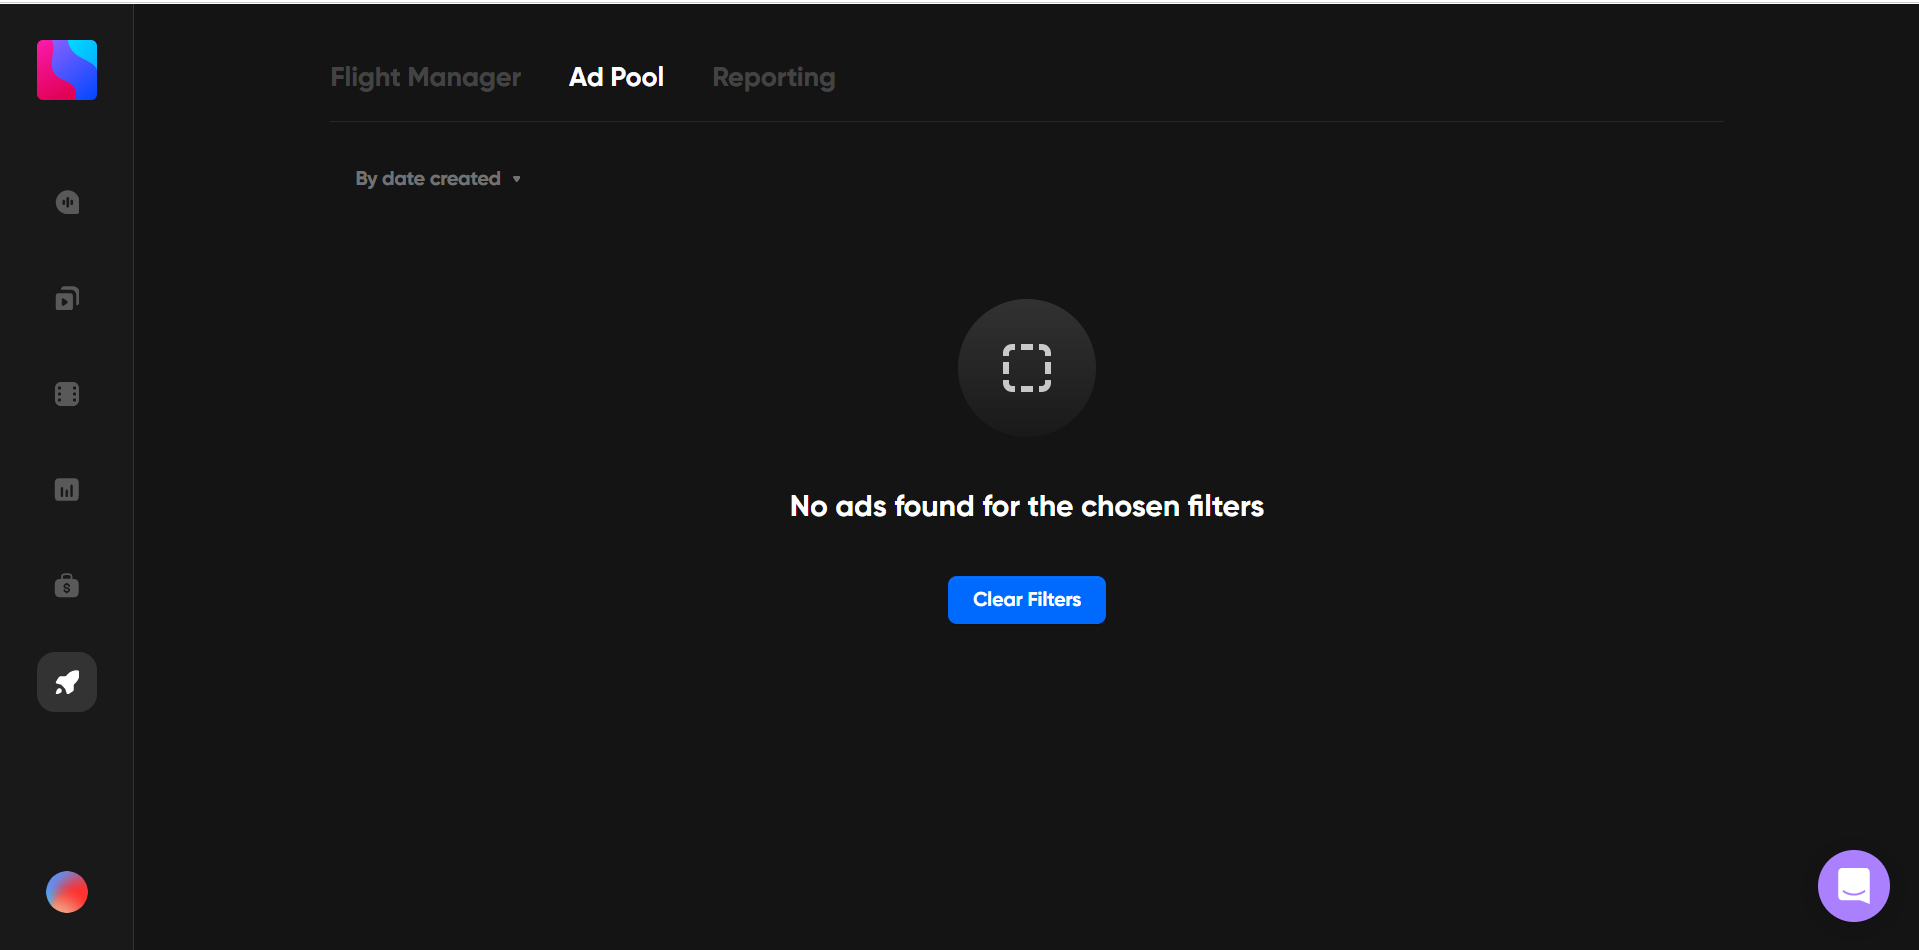 Flight Manager Ad Pool Reporting
By date created
No ads found for the chosen filters
Clear Filters